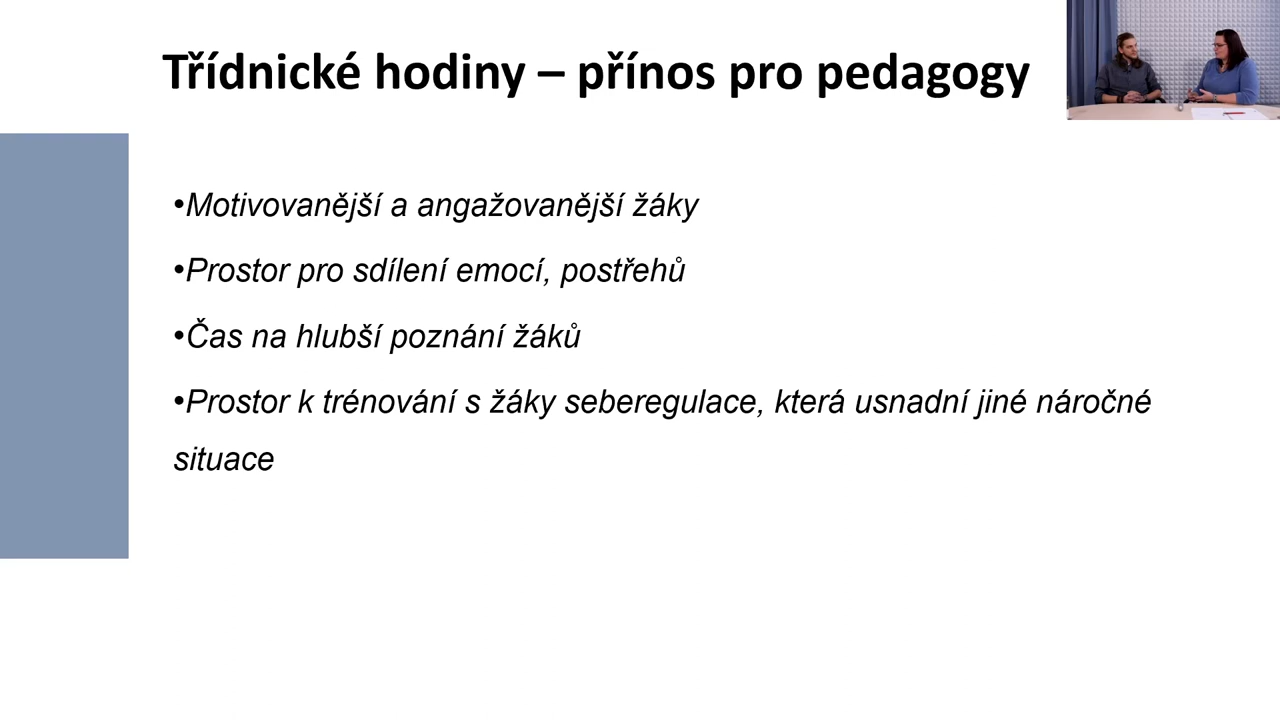 Třídnické hodiny – přínos pro pedagogy
•Motivovanější a angažovanější žáky
•Prostor pro sdílení emocí, postřehů
•Čas na hlubší poznání žáků
•Prostor k trénování s žáky seberegulace, která usnadní jiné náročné
situace